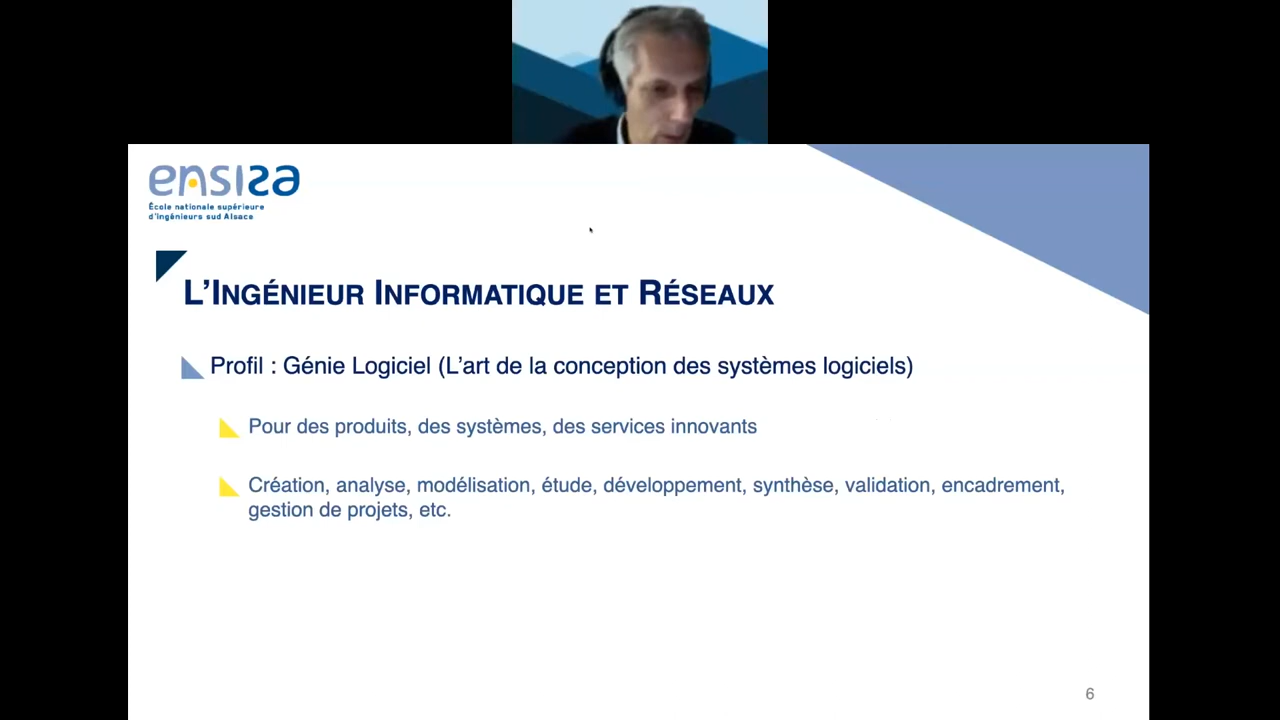 ensisa
École nationale supérieure
d'ingénieurs sud Alsace
L'INGÉNIEUR INFORMATIQUE ET RÉSEAUX
Profil : Génie Logiciel (L'art de la conception des systèmes logiciels)
Pour des produits, des systèmes, des services innovants
Création, analyse, modélisation, étude, développement, synthèse, validation, encadrement,
gestion de projets, etc.
6